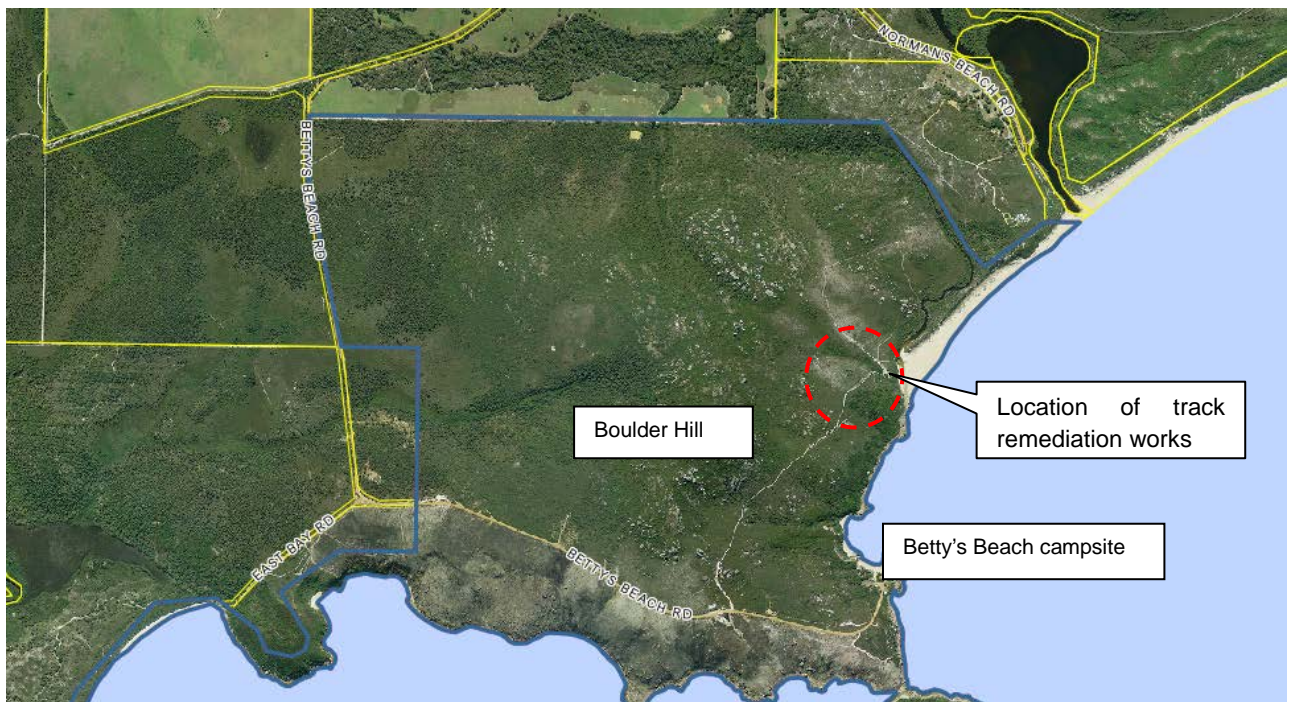 NORMANS BEACH RD
BETTYS BEACH RD
Boulder Hill
Location of track
remediation works
EAST BAY RD
BETTYS BEACH RD
Betty's Beach campsite